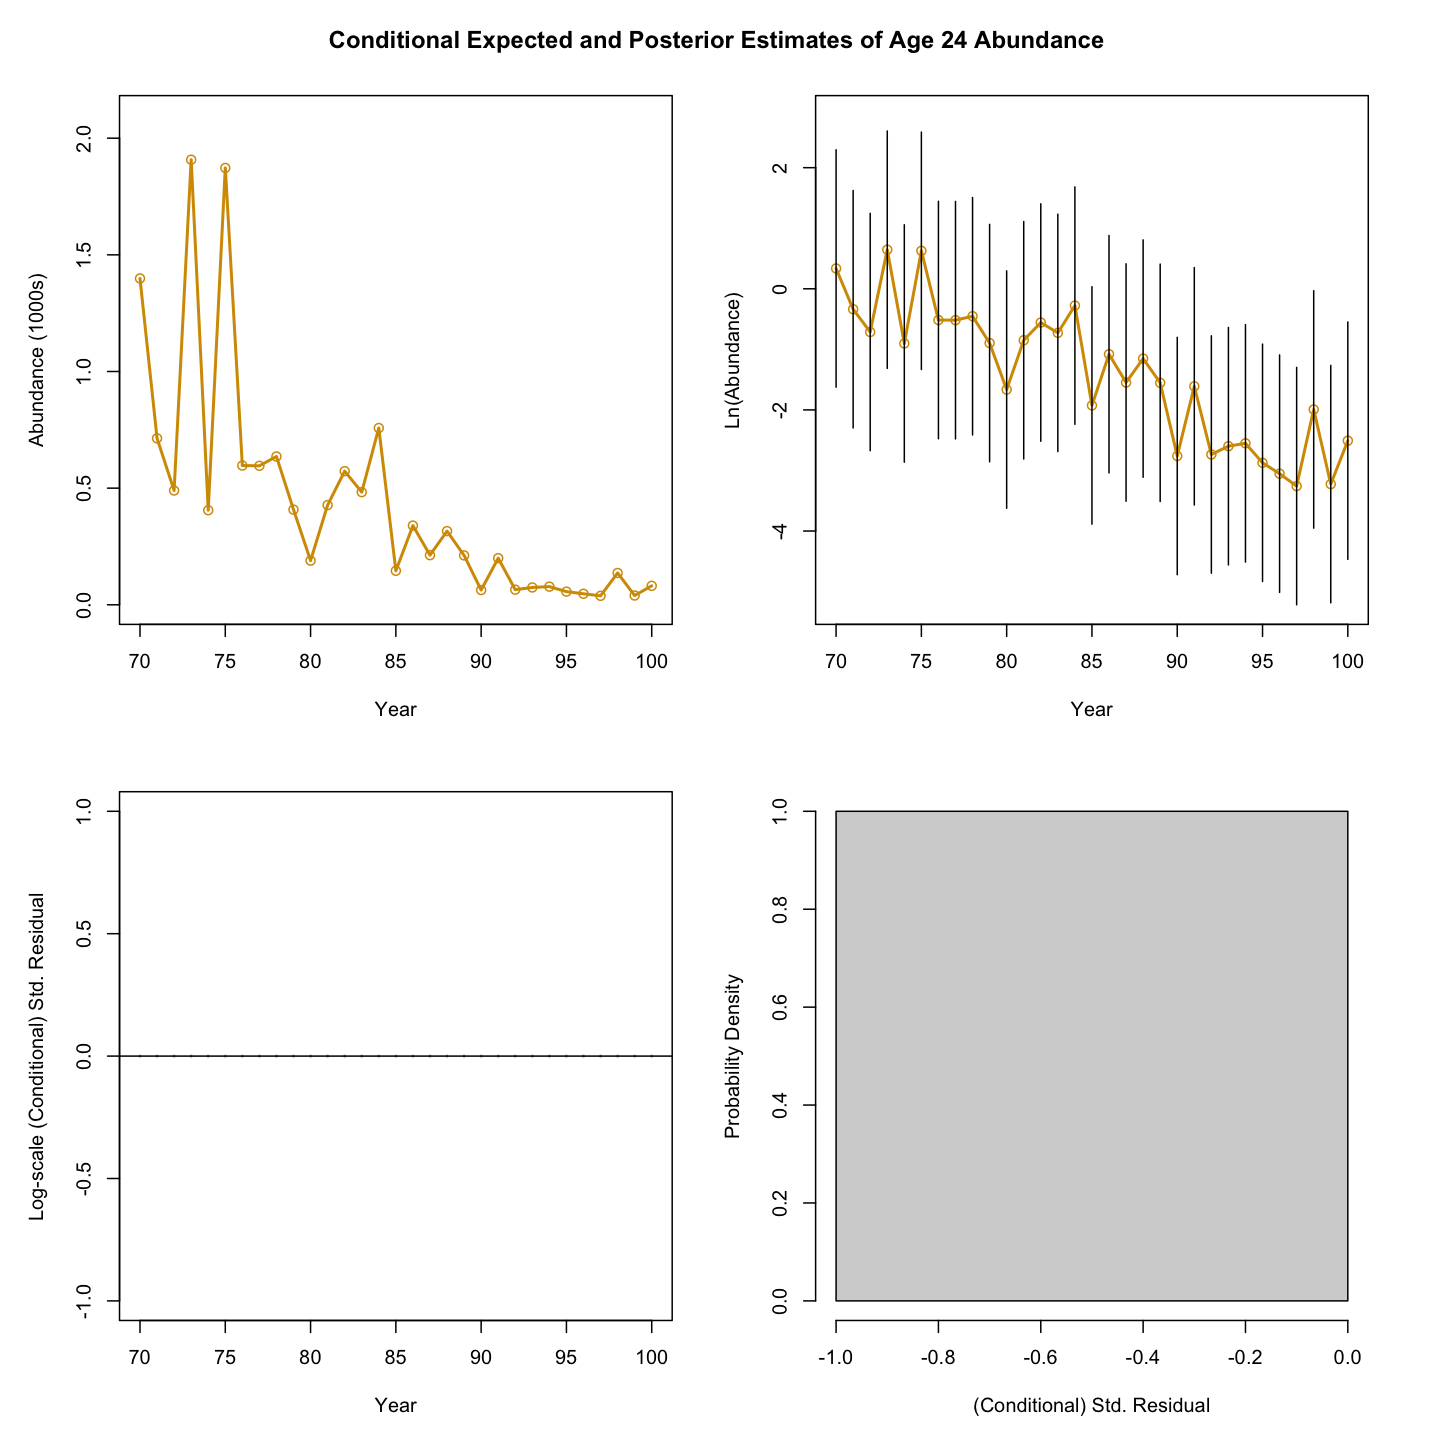 Conditional Expected and Posterior Estimates of Age 24 Abundance
Abundance (1000s)
2.0
1.5
1.0
0.5
0.0
70 75 80 85 90 95 100
Year
Ln(Abundance)
2
0
-2
-4
70 75 80 85 90 95 100
Year
Log-scale (Conditional) Std. Residual
1.0
0.5
0.0
-0.5
-1.0
70 75 80 85 90 95 100
Year
Probability Density
1.0
0.8
0.6
0.4
0.2
0.0
-1.0 -0.8 -0.6 -0.4 -0.2 0.0
(Conditional) Std. Residual